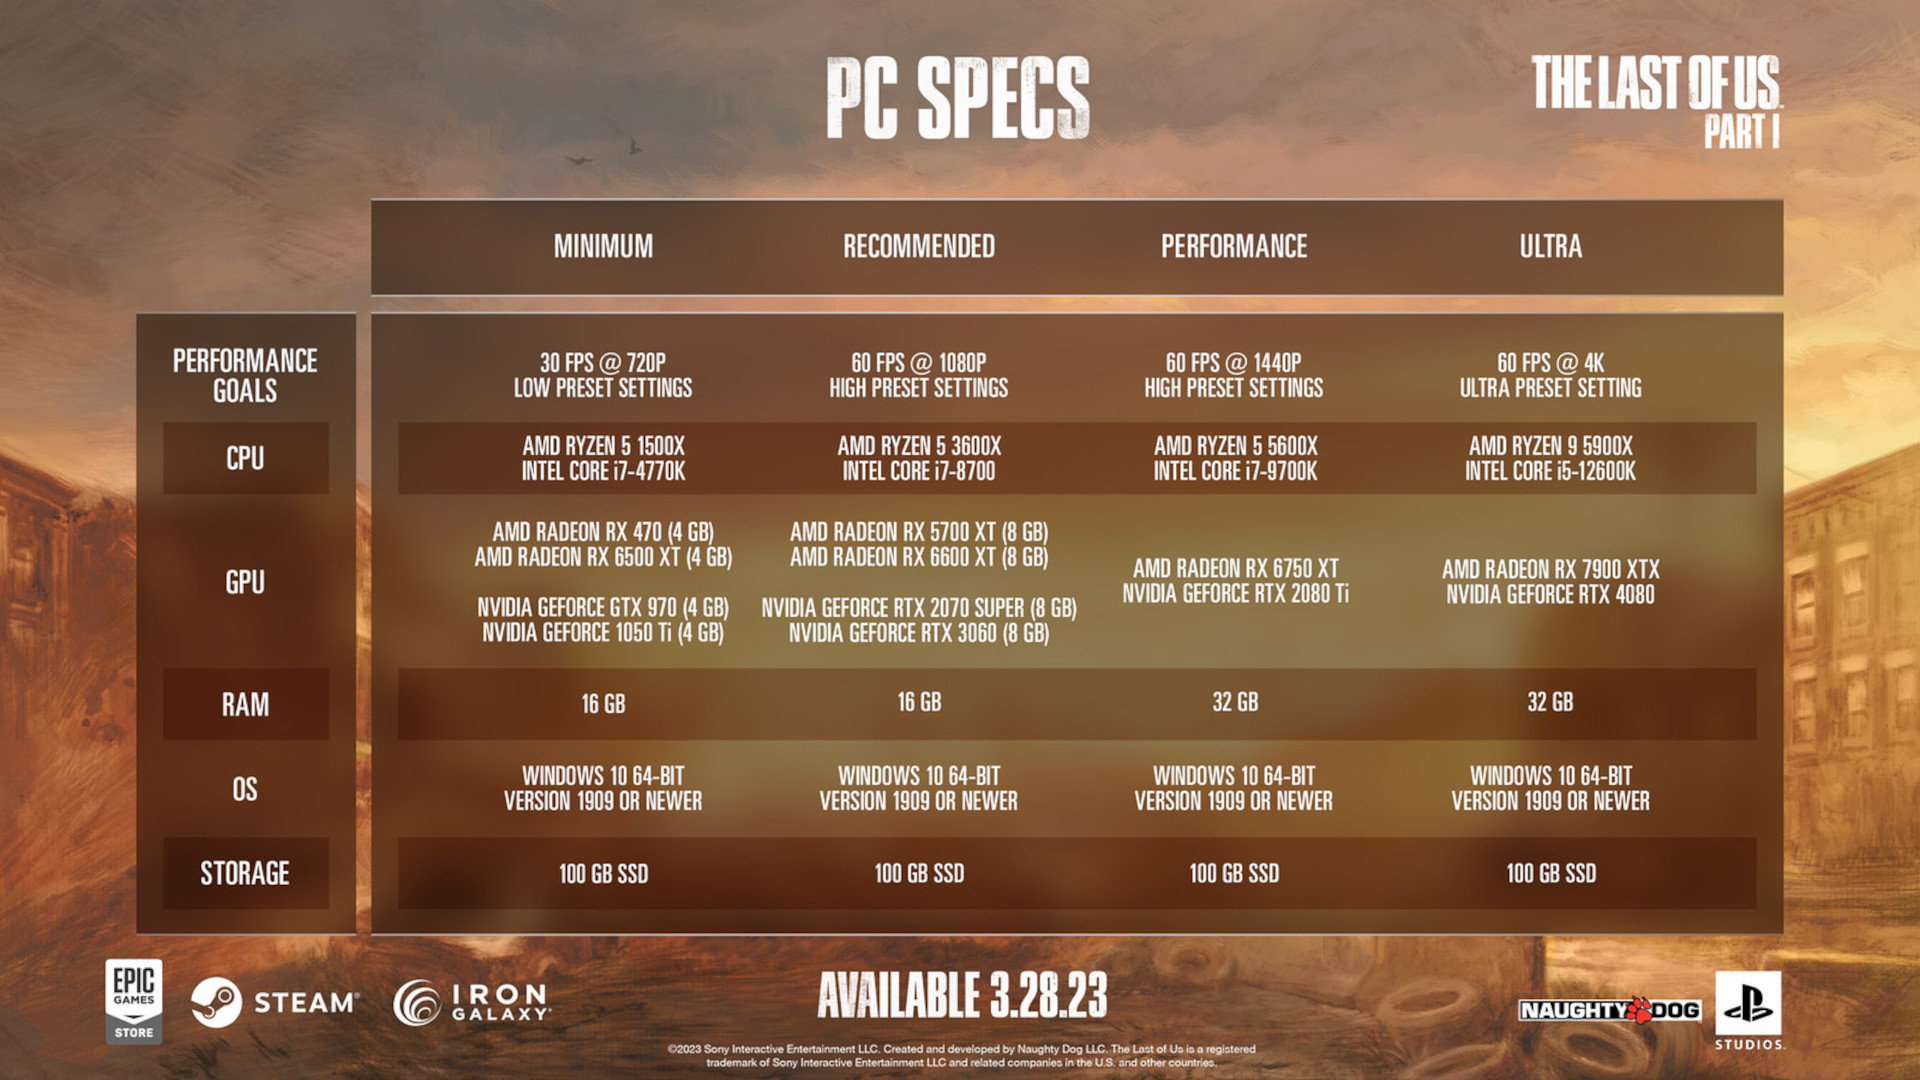 PC SPECS
THE LAST OF US
PART I
MINIMUM
RECOMMENDED
PERFORMANCE
ULTRA
PERFORMANCE
GOALS
30 FPS @ 720P
LOW PRESET SETTINGS
60 FPS @ 1080P
HIGH PRESET SETTINGS
60 FPS @ 1440P
HIGH PRESET SETTINGS
60 FPS @ 4K
ULTRA PRESET SETTING
CPU
AMD RYZEN 5 1500X
INTEL CORE i7-4770K
AMD RYZEN 5 3600X
INTEL CORE i7-8700
AMD RYZEN 5 5600X
INTEL CORE i7-9700K
AMD RYZEN 9 5900X
INTEL CORE i5-12600K
GPU
AMD RADEON RX 470 (4 GB)
AMD RADEON RX 6500 XT (4 GB)
NVIDIA GEFORCE GTX 970 (4 GB)
NVIDIA GEFORCE 1050 Ti (4 GB)
AMD RADEON RX 5700 XT (8 GB)
AMD RADEON RX 6600 XT (8 GB)
NVIDIA GEFORCE RTX 2070 SUPER (8 GB)
NVIDIA GEFORCE RTX 3060 (8 GB)
AMD RADEON RX 6750 XT
NVIDIA GEFORCE RTX 2080 Ti
AMD RADEON RX 7900 XTX
NVIDIA GEFORCE RTX 4080
RAM
16 GB
16 GB
32 GB
32 GB
OS
WINDOWS 10 64-BIT
VERSION 1909 OR NEWER
WINDOWS 10 64-BIT
VERSION 1909 OR NEWER
WINDOWS 10 64-BIT
VERSION 1909 OR NEWER
WINDOWS 10 64-BIT
VERSION 1909 OR NEWER
STORAGE
100 GB SSD
100 GB SSD
100 GB SSD
100 GB SSD
EPIC
GAMES
STORE
STEAM®
IRON
GALAXY
AVAILABLE 3.28.23
NAUGHTY DOG
STUDIOS.
©2023 Sony Interactive Entertainment LLC. Created and developed by Naughty Dog LLC. The Last of Us is a registered
trademark of Sony Interactive Entertainment LLC and related companies in the U.S. and other countries.